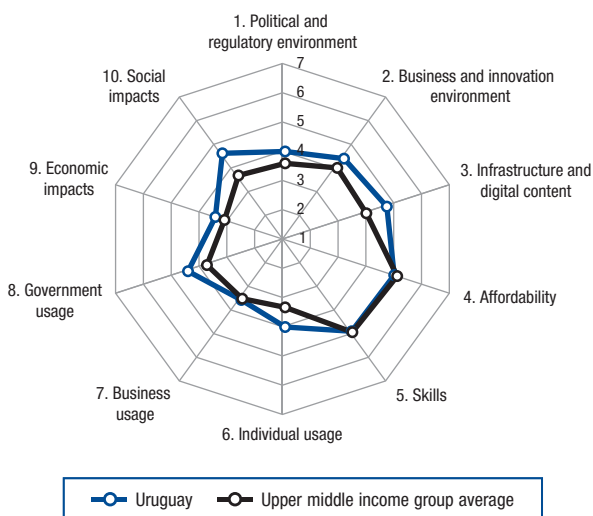 1. Political and
regulatory environment
2. Business and innovation
environment
3. Infrastructure and
digital content
4. Affordability
5. Skills
6. Individual usage
7. Business
usage
8. Government
usage
9. Economic
impacts
10. Social
impacts
7
6
5
4
3
2
1
Uruguay
Upper middle income group average